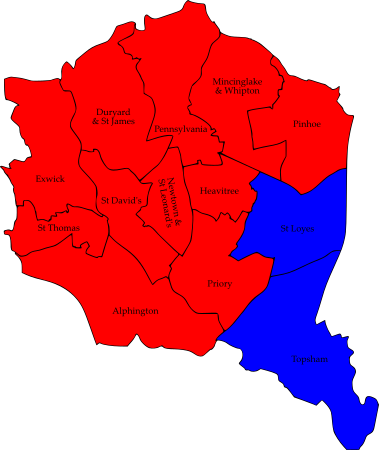 Mincinglake
& Whipton
Duryard
& St James
Pennsylvania
Pinhoe
Exwick
Heavitree
St David's
Newtown &
St Leonard's
St Thomas
St Loyes
Priory
Alphington
Topsham